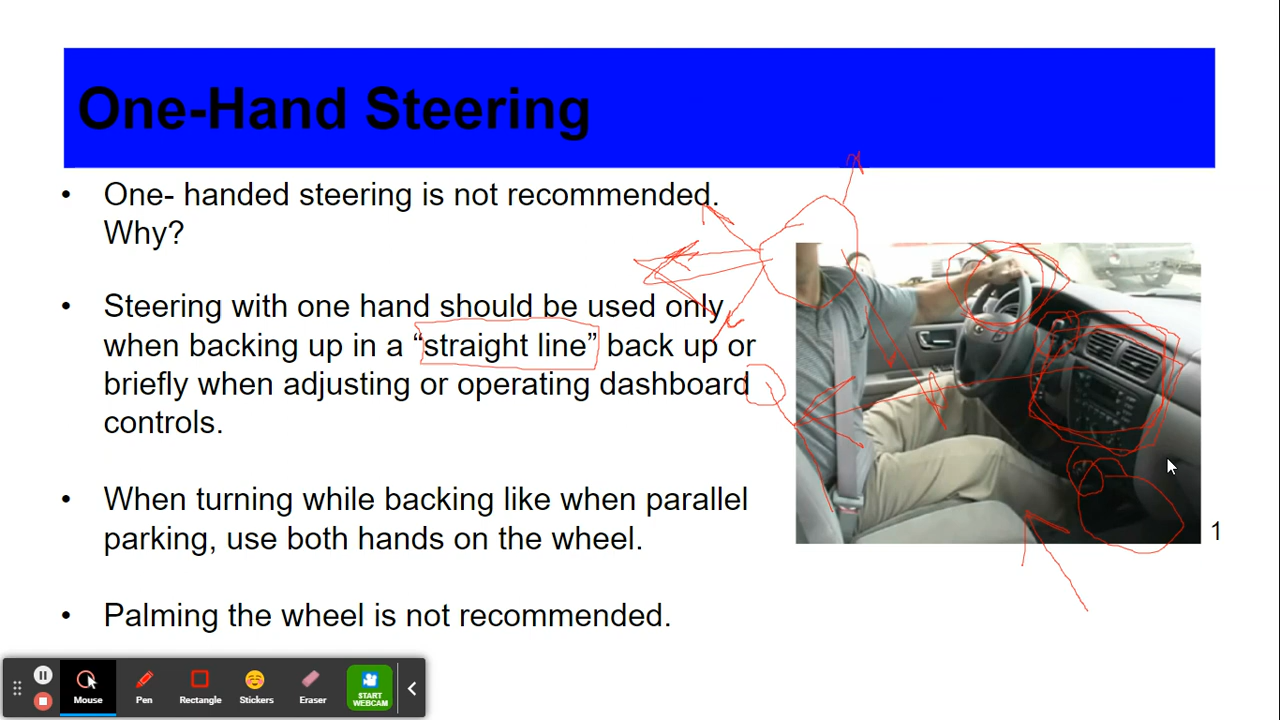 One-Hand Steering
• One- handed steering is not recommended.
Why?
• Steering with one hand should be used only
when backing up in a “straight line” back up or
briefly when adjusting or operating dashboard
controls.
• When turning while backing like when parallel
parking, use both hands on the wheel.
1
• Palming the wheel is not recommended.
Mouse
Pen
Rectangle
Stickers
Eraser
START
WEBCAM